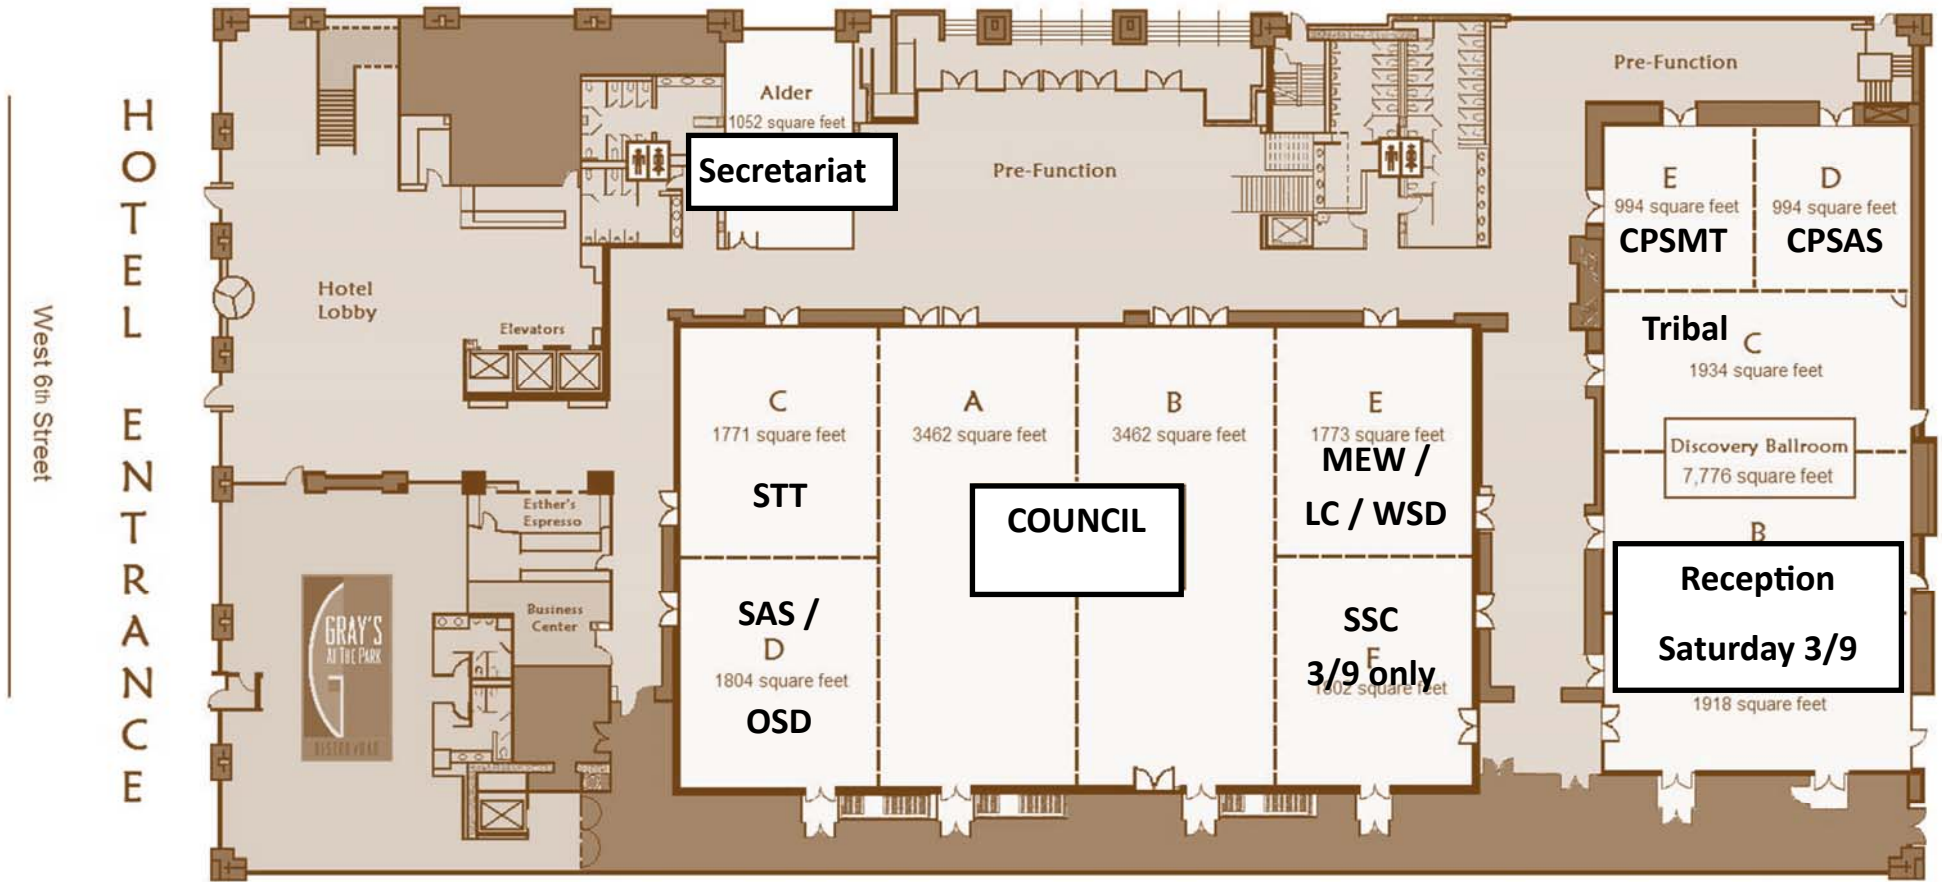 HOTEL ENTRANCE
West 6th Street
Hotel
Lobby
Elevators
Alder
1052 square feet
Secretariat
Pre-Function
Pre-Function
E
994 square feet
CPSMT
D
994 square feet
CPSAS
Tribal
C
1934 square feet
Discovery Ballroom
7,776 square feet
B
Reception
Saturday 3/9
1918 square feet
C
1771 square feet
STT
A
3462 square feet
B
3462 square feet
COUNCIL
E
1773 square feet
MEW /
LC / WSD
SAS /
D
1804 square feet
OSD
SSC
F
3/9 only
1802 square feet
Esther's
Espresso
Business
Center
GRAY'S
AT THE PARK